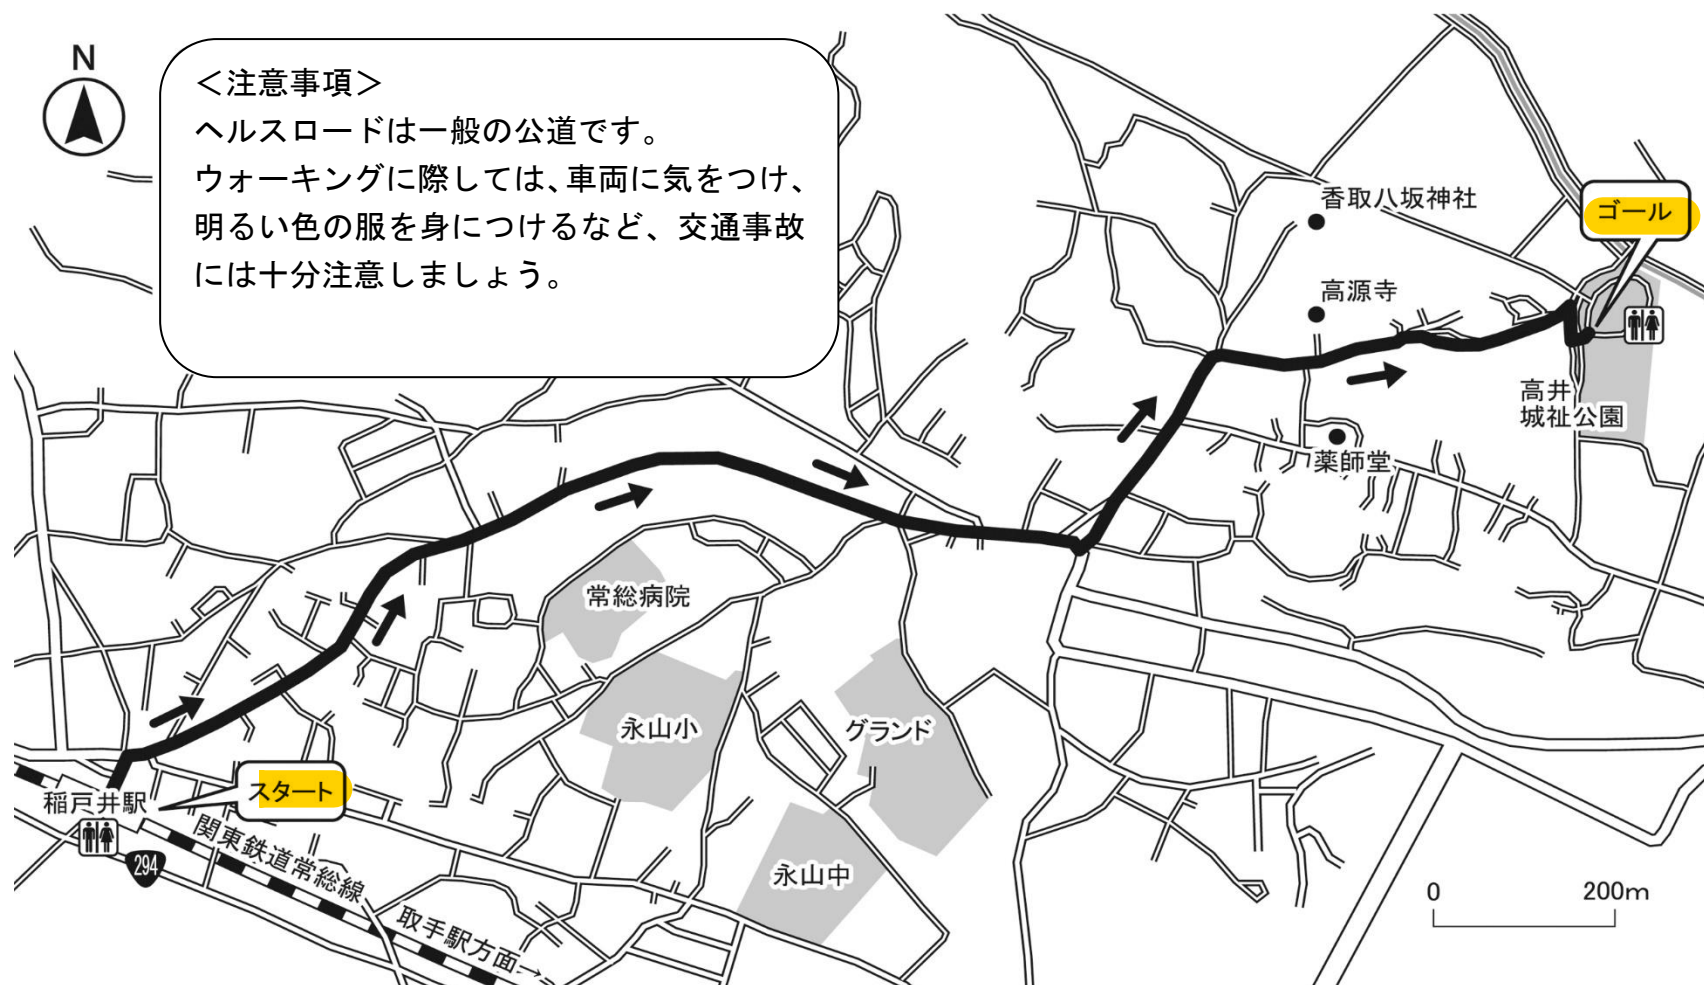 N
＜注意事項＞
ヘルスロードは一般の公道です。
ウォーキングに際しては、車両に気をつけ、
明るい色の服を身につけるなど、交通事故
には十分注意しましょう。
香取八坂神社
ゴール
高源寺
高井
城祉公園
薬師堂
常総病院
永山小
グランド
スタート
稲戸井駅
関東鉄道常総線
294
永山中
取手駅方面→
0 200m